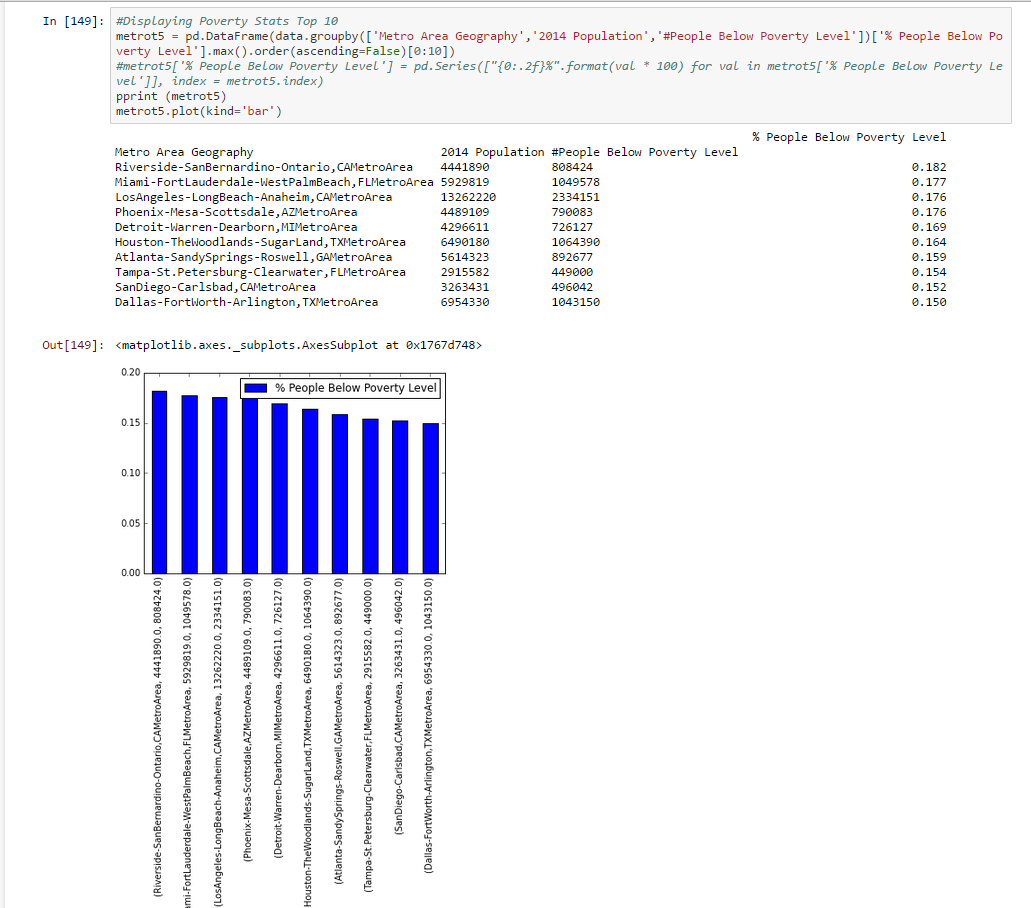 In [149]: #Displaying Poverty Stats Top 10
metrot5 = pd.DataFrame(data.groupby(['Metro Area Geography','2014 Population','#People Below Poverty Level'])['% People Below Po
verty Level'].max().order(ascending=False)[0:10])
#metrot5['% People Below Poverty Level'] = pd.Series(["{0:.2f}%".format(val * 100) for val in metrot5['% People Below Poverty Le
vel']], index = metrot5.index)
pprint (metrot5)
metrot5.plot(kind='bar')
% People Below Poverty Level
Metro Area Geography 2014 Population #People Below Poverty Level
Riverside-SanBernardino-Ontario,CAMetroArea 4441890 808424 0.182
Miami-FortLauderdale-WestPalmBeach,FLMetroArea 5929819 1049578 0.177
LosAngeles-LongBeach-Anaheim,CAMetroArea 13262220 2334151 0.176
Phoenix-Mesa-Scottsdale,AZMetroArea 4489109 790083 0.176
Detroit-Warren-Dearborn,MIMetroArea 4296611 726127 0.169
Houston-TheWoodlands-SugarLand,TXMetroArea 6490180 1064390 0.164
Atlanta-SandySprings-Roswell,GAMetroArea 5614323 892677 0.159
Tampa-St.Petersburg-Clearwater,FLMetroArea 2915582 449000 0.154
SanDiego-Carlsbad,CAMetroArea 3263431 496042 0.152
Dallas-FortWorth-Arlington,TXMetroArea 6954330 1043150 0.150
Out[149]: <matplotlib.axes._subplots.AxesSubplot at 0x1767d748>
% People Below Poverty Level
0.20
0.15
0.10
0.05
0.00
(Riverside-SanBernardino-Ontario,CAMetroArea, 4441890.0, 808424.0)
mi-FortLauderdale-WestPalmBeach,FLMetroArea, 5929819.0, 1049578.0)
(LosAngeles-LongBeach-Anaheim,CAMetroArea, 13262220.0, 2334151.0)
(Phoenix-Mesa-Scottsdale,AZMetroArea, 4489109.0, 790083.0)
(Detroit-Warren-Dearborn,MIMetroArea, 4296611.0, 726127.0)
Houston-TheWoodlands-SugarLand,TXMetroArea, 6490180.0, 1064390.0)
(Atlanta-SandySprings-Roswell,GAMetroArea, 5614323.0, 892677.0)
(Tampa-St.Petersburg-Clearwater,FLMetroArea, 2915582.0, 449000.0)
(SanDiego-Carlsbad,CAMetroArea, 3263431.0, 496042.0)
(Dallas-FortWorth-Arlington,TXMetroArea, 6954330.0, 1043150.0)